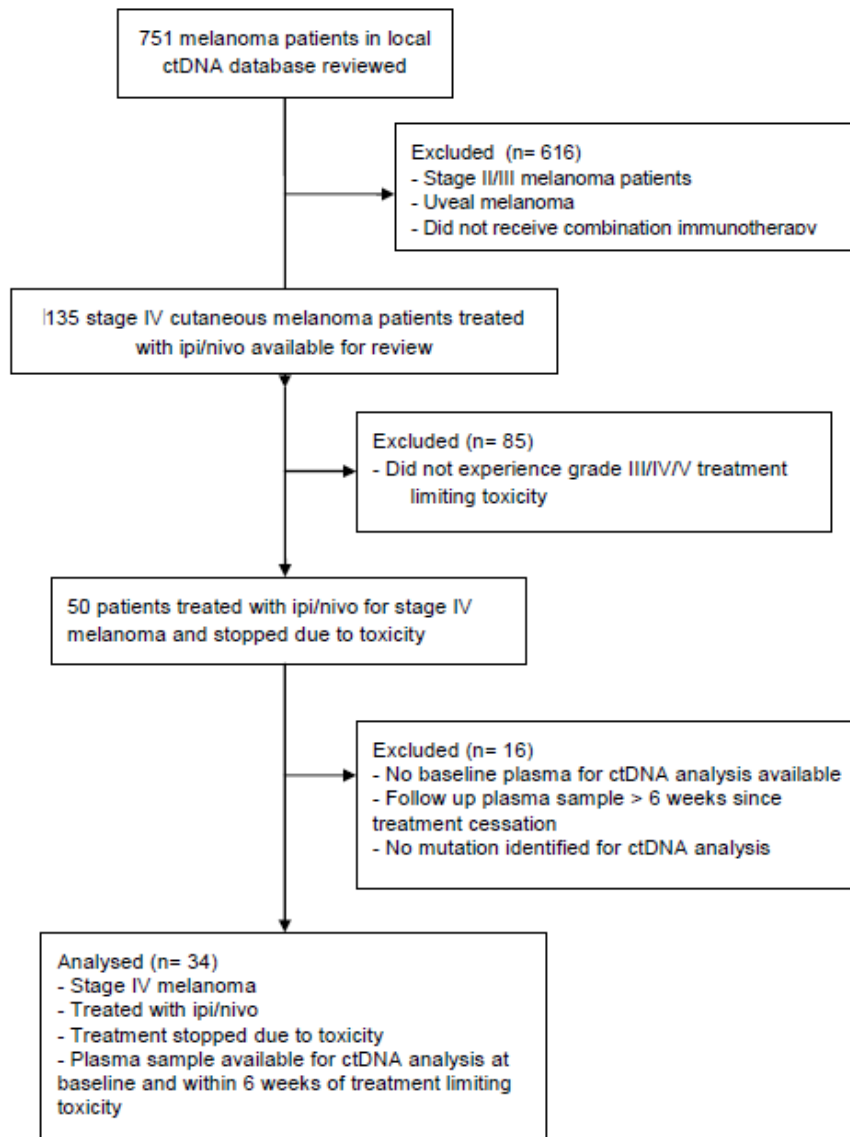 751 melanoma patients in local
ctDNA database reviewed
Excluded (n= 616)
- Stage II/III melanoma patients
- Uveal melanoma
- Did not receive combination immunotherapy
135 stage IV cutaneous melanoma patients treated
with ipi/nivo available for review
Excluded (n= 85)
- Did not experience grade III/IV/V treatment
limiting toxicity
50 patients treated with ipi/nivo for stage IV
melanoma and stopped due to toxicity
Excluded (n= 16)
- No baseline plasma for ctDNA analysis available
- Follow up plasma sample > 6 weeks since
treatment cessation
- No mutation identified for ctDNA analysis
Analysed (n= 34)
- Stage IV melanoma
- Treated with ipi/nivo
- Treatment stopped due to toxicity
- Plasma sample available for ctDNA analysis at
baseline and within 6 weeks of treatment limiting
toxicity